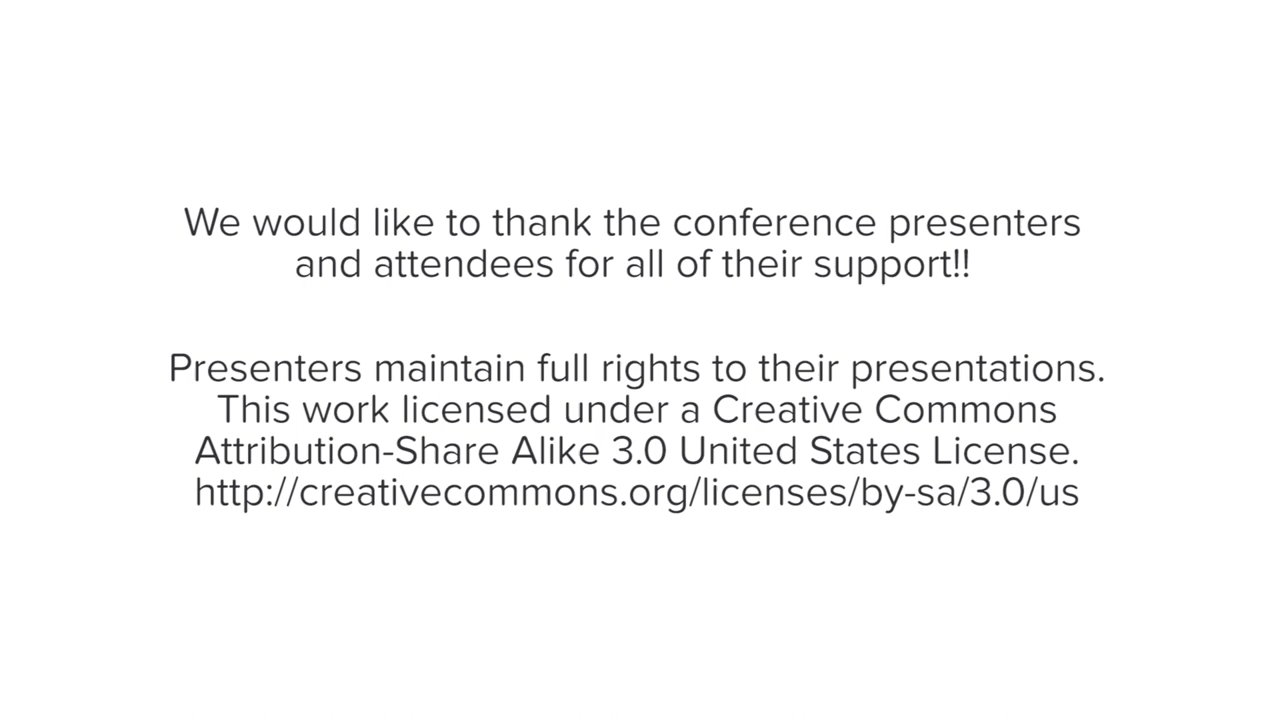 We would like to thank the conference presenters
and attendees for all of their support!!
Presenters maintain full rights to their presentations.
This work licensed under a Creative Commons
Attribution-Share Alike 3.0 United States License.
http://creativecommons.org/licenses/by-sa/3.0/us